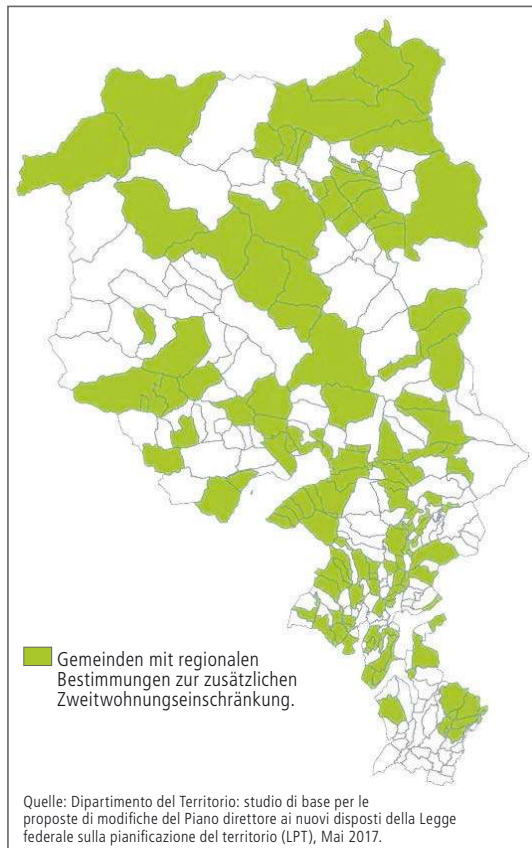 Gemeinden mit regionalen
Bestimmungen zur zusätzlichen
Zweitwohnungseinschränkung.
Quelle: Dipartimento del Territorio: studio di base per le
proposte di modifiche del Piano direttore ai nuovi disposti della Legge
federale sulla pianificazione del territorio (LPT), Mai 2017.